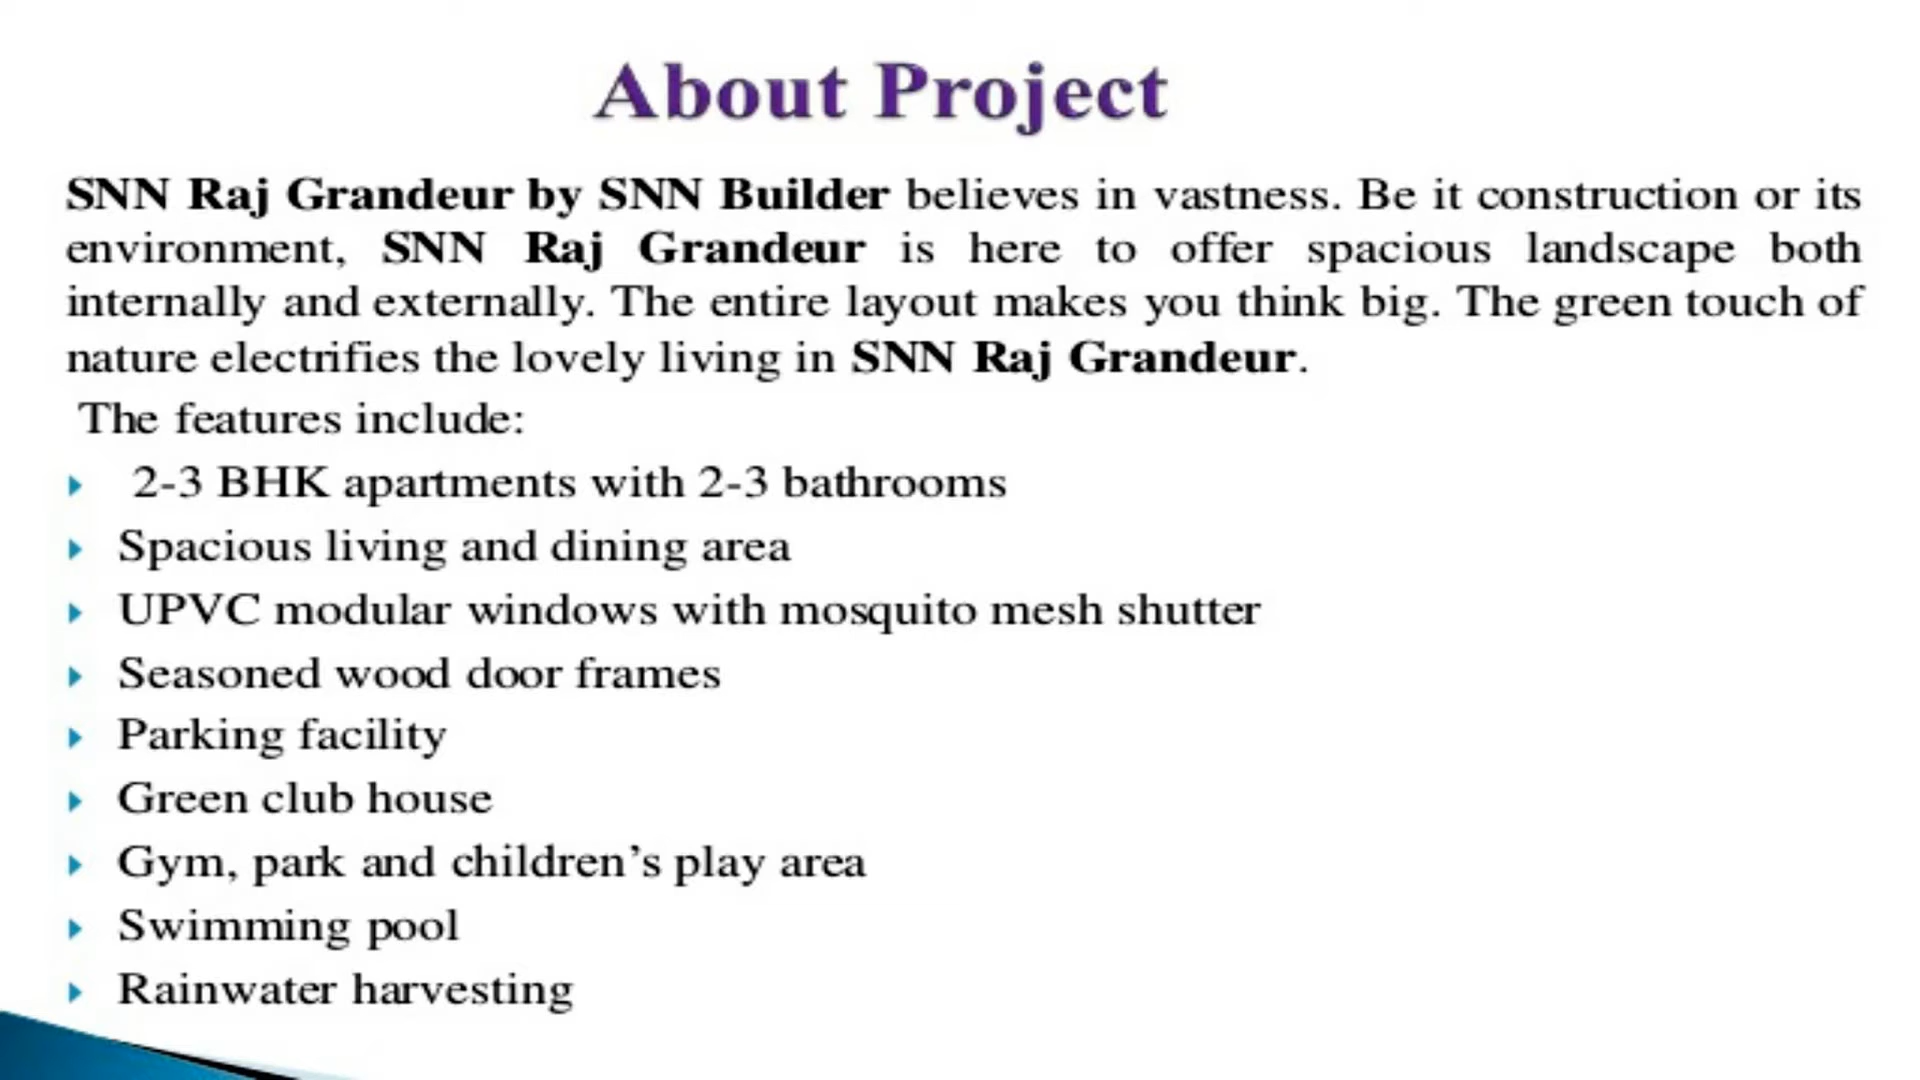 About Project
SNN Raj Grandeur by SNN Builder believes in vastness. Be it construction or its
environment, SNN Raj Grandeur is here to offer spacious landscape both
internally and externally. The entire layout makes you think big. The green touch of
nature electrifies the lovely living in SNN Raj Grandeur.
The features include:
2-3 BHK apartments with 2-3 bathrooms
Spacious living and dining area
UPVC modular windows with mosquito mesh shutter
Seasoned wood door frames
Parking facility
Green club house
Gym, park and children’s play area
Swimming pool
Rainwater harvesting